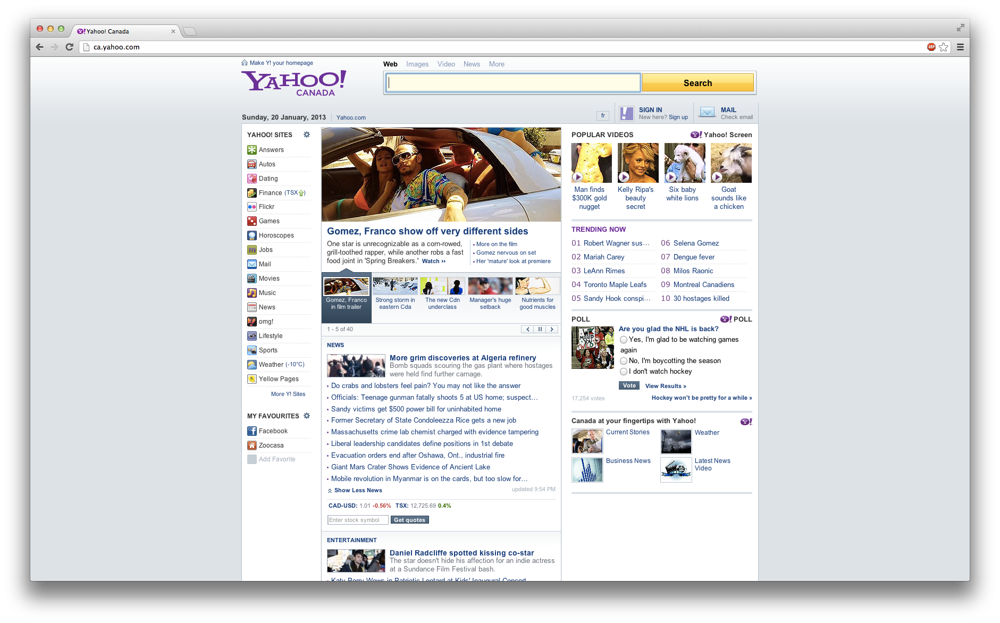 Yahoo! Canada
ca.yahoo.com
ABP
Make Y! your homepage
YAHOO!
CANADA
Web Images Video News More
Search
Sunday, 20 January, 2013 Yahoo.com
fr
SIGN IN
New here? Sign up
MAIL
Check email
YAHOO! SITES
Answers
Autos
Dating
Finance (TSX)
Flickr
Games
Horoscopes
Jobs
Mail
Movies
Music
News
omg!
Lifestyle
Sports
Weather (-10°C)
Yellow Pages
More Y! Sites
MY FAVOURITES
Facebook
Zoocasa
Add Favorite
Gomez, Franco show off very different sides
One star is unrecognizable as a corn-rowed,
grill-toothed rapper, while another robs a fast
food joint in 'Spring Breakers.' Watch ››
• More on the film
• Gomez nervous on set
• Her 'mature' look at premiere
Gomez, Franco
in film trailer
Strong storm in
eastern Cda
The new Cdn
underclass
Manager's huge
setback
Nutrients for
good muscles
1 - 5 of 40
NEWS
More grim discoveries at Algeria refinery
Bomb squads scouring the gas plant where hostages
were held find further carnage.
• Do crabs and lobsters feel pain? You may not like the answer
• Officials: Teenage gunman fatally shoots 5 at US home; suspect…
• Sandy victims get $500 power bill for uninhabited home
• Former Secretary of State Condoleezza Rice gets a new job
• Massachusetts crime lab chemist charged with evidence tampering
• Liberal leadership candidates define positions in 1st debate
• Evacuation orders end after Oshawa, Ont., industrial fire
• Giant Mars Crater Shows Evidence of Ancient Lake
• Mobile revolution in Myanmar is on the cards, but too slow for…
Show Less News
updated 9:54 PM
CAD-USD: 1.01 -0.56% TSX: 12,725.69 0.4%
Enter stock symbol Get quotes
ENTERTAINMENT
Daniel Radcliffe spotted kissing co-star
The star doesn't hide his affection for an indie actress
at a Sundance Film Festival bash.
• Katy Perry Wows in Patriotic Leotard at Kids' Inaugural Concert
POPULAR VIDEOS
Y! Yahoo! Screen
Man finds
$300K gold
nugget
Kelly Ripa's
beauty
secret
Six baby
white lions
Goat
sounds like
a chicken
TRENDING NOW
01 Robert Wagner sus…
02 Mariah Carey
03 LeAnn Rimes
04 Toronto Maple Leafs
05 Sandy Hook conspi…
06 Selena Gomez
07 Dengue fever
08 Milos Raonic
09 Montreal Canadiens
10 30 hostages killed
POLL
Y! POLL
WE
MISSED
YOU
WILD
Are you glad the NHL is back?
Yes, I'm glad to be watching games
again
No, I'm boycotting the season
I don't watch hockey
Vote View Results »
17,254 votes
Hockey won't be pretty for a while »
Canada at your fingertips with Yahoo!
Y!
Current Stories
Weather
Business News
Latest News
Video